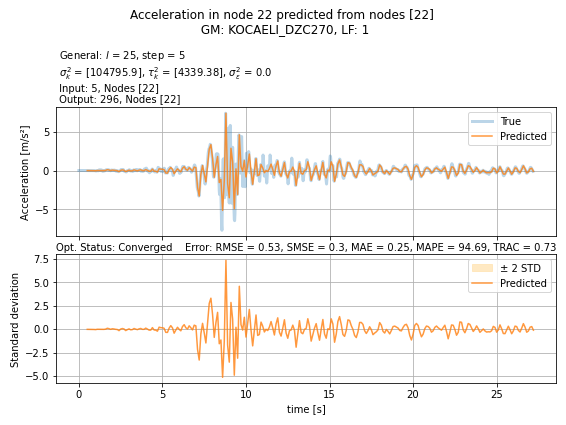 Acceleration in node 22 predicted from nodes [22]
GM: KOCAELI_DZC270, LF: 1
General: l = 25, step = 5
σ²ₖ = [104795.9], τ²ₖ = [4339.38], σ²ε = 0.0
Input: 5, Nodes [22]
Output: 296, Nodes [22]
True
Predicted
Acceleration [m/s²]
5
0
−5
Opt. Status: Converged Error: RMSE = 0.53, SMSE = 0.3, MAE = 0.25, MAPE = 94.69, TRAC = 0.73
± 2 STD
Predicted
Standard deviation
7.5
5.0
2.5
0.0
−2.5
−5.0
0 5 10 15 20 25
time [s]